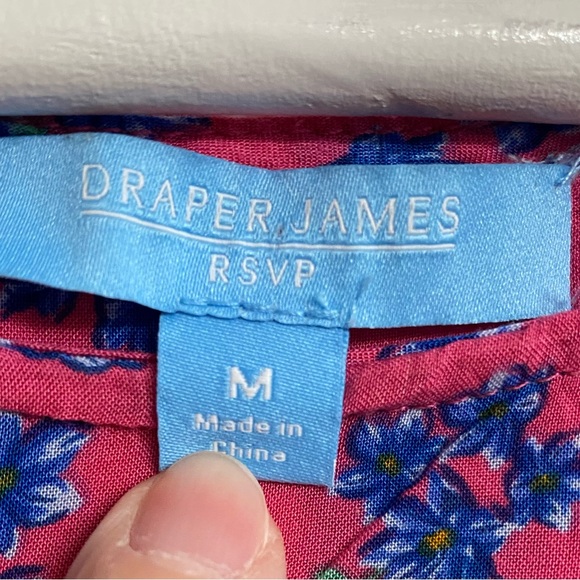 DRAPER JAMES
RSVP
M
Made in
China